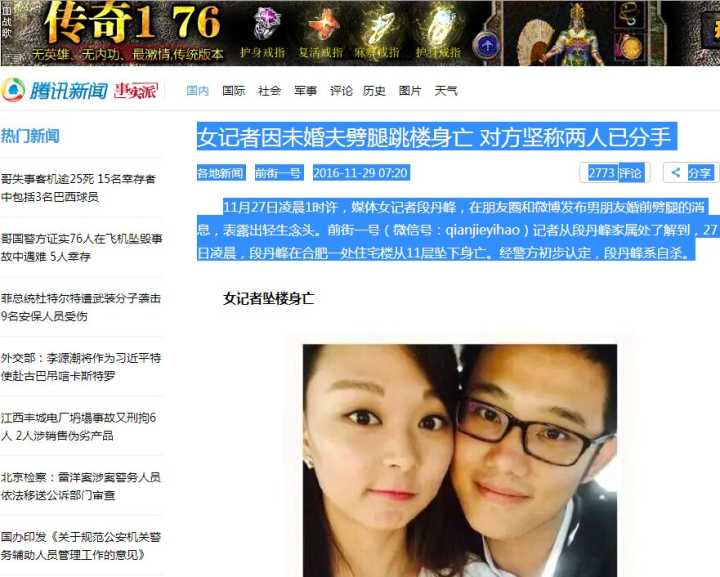 传奇1 76
无英雄、无内功、最激情,传统版本
护身戒指
复活戒指
麻痹戒指
护身戒指
腾讯新闻 事实派
国内 国际 社会 军事 评论 历史 图片 天气
热门新闻
哥失事客机逾25死 15名幸存者
中包括3名巴西球员
哥国警方证实76人在飞机坠毁事
故中遇难 5人幸存
菲总统杜特尔特遭武装分子袭击
9名安保人员受伤
外交部：李源潮将作为习近平特
使赴古巴吊唁卡斯特罗
江西丰城电厂坍塌事故又刑拘6
人 2人涉销售伪劣产品
北京检察：雷洋案涉案警务人员
依法移送公诉部门审查
国办印发《关于规范公安机关警
务辅助人员管理工作的意见》
女记者因未婚夫劈腿跳楼身亡 对方坚称两人已分手
各地新闻 前街一号 2016-11-29 07:20
2773 评论
分享
11月27日凌晨1时许，媒体女记者段丹峰，在朋友圈和微博发布男朋友婚前劈腿的消
息，表露出轻生念头。前街一号（微信号：qianjieyihao）记者从段丹峰家属处了解到，27
日凌晨，段丹峰在合肥一处住宅楼从11层坠下身亡。经警方初步认定，段丹峰系自杀。
女记者坠楼身亡